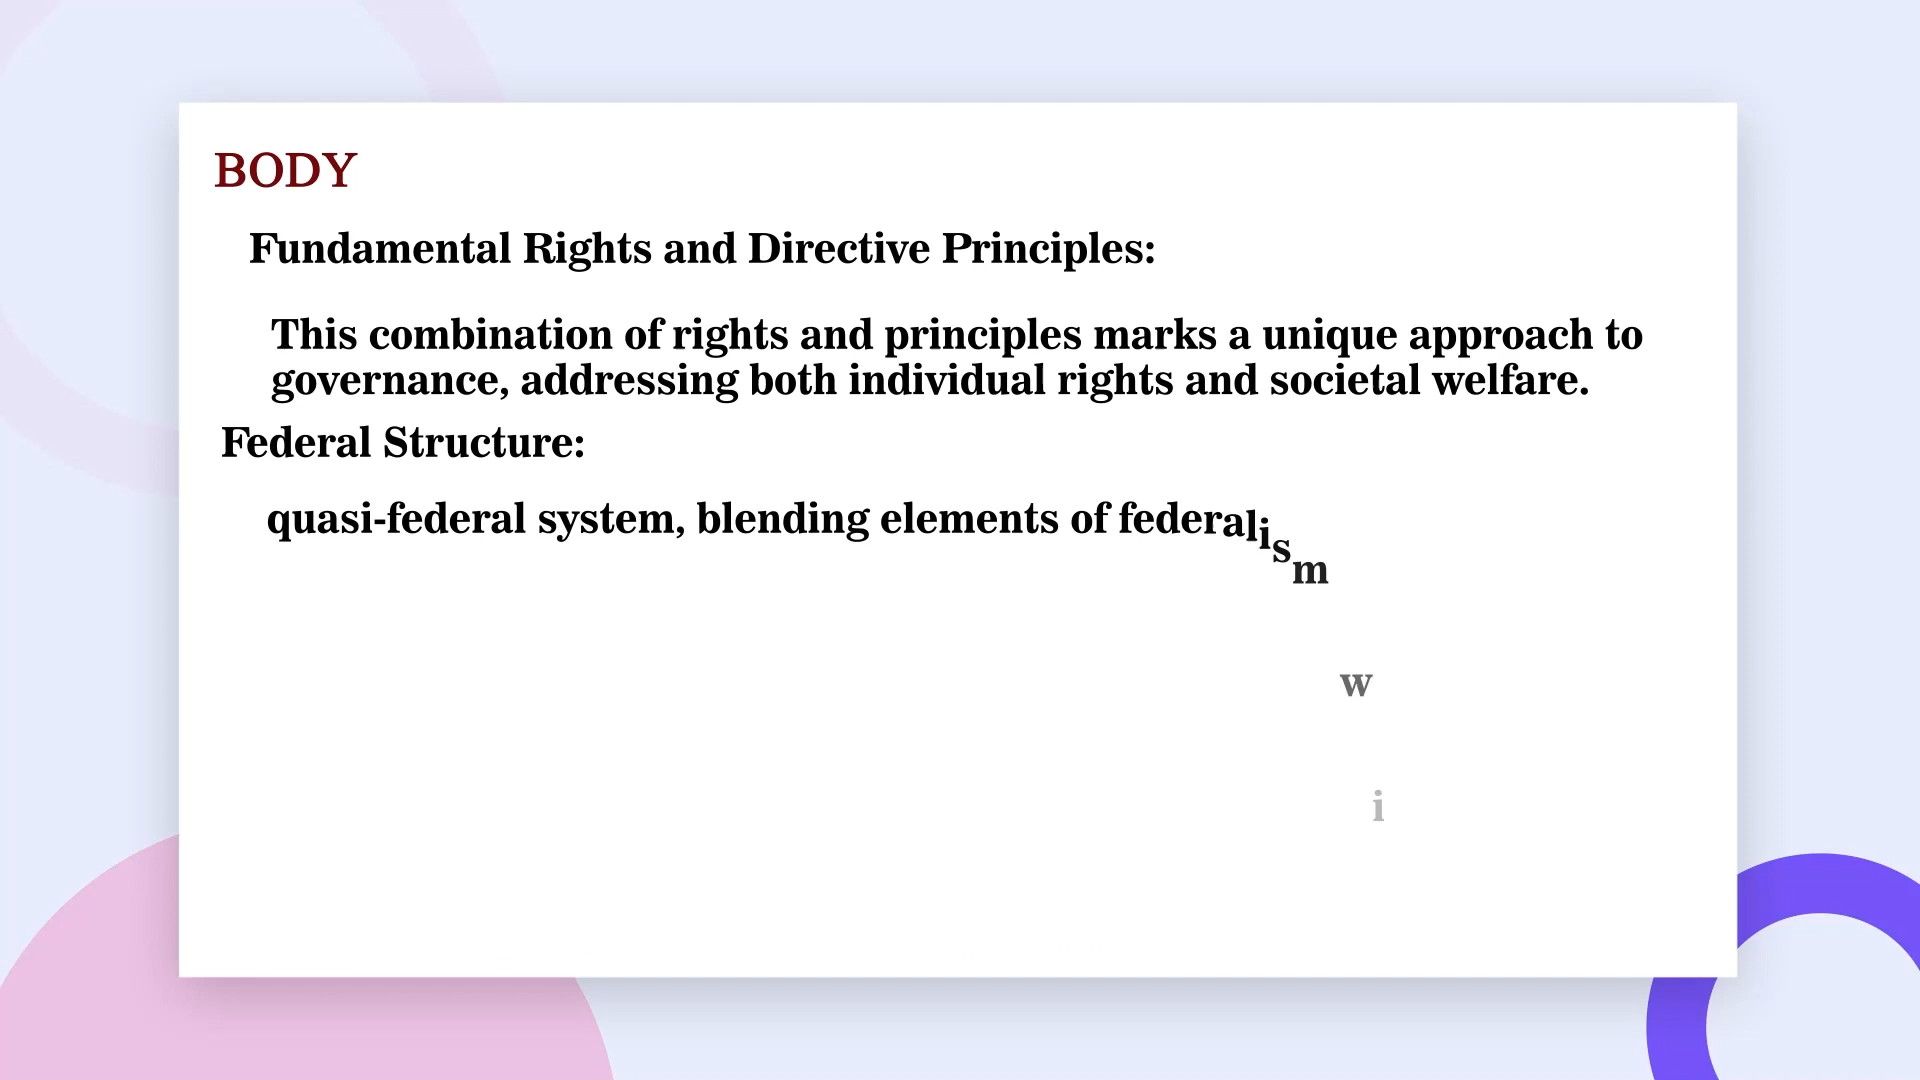 BODY
Fundamental Rights and Directive Principles:
This combination of rights and principles marks a unique approach to
governance, addressing both individual rights and societal welfare.
Federal Structure:
quasi-federal system, blending elements of federalism wi